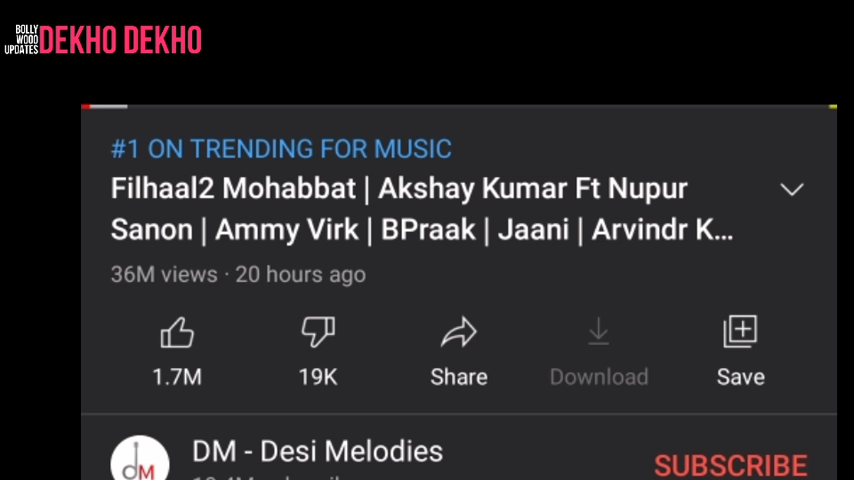 BOLLY
WOOD
UPDATES
DEKHO DEKHO
#1 ON TRENDING FOR MUSIC
Filhaal2 Mohabbat | Akshay Kumar Ft Nupur
Sanon | Ammy Virk | BPraak | Jaani | Arvindr K...
36M views · 20 hours ago
1.7M 19K Share Download Save
dM
DM - Desi Melodies
SUBSCRIBE